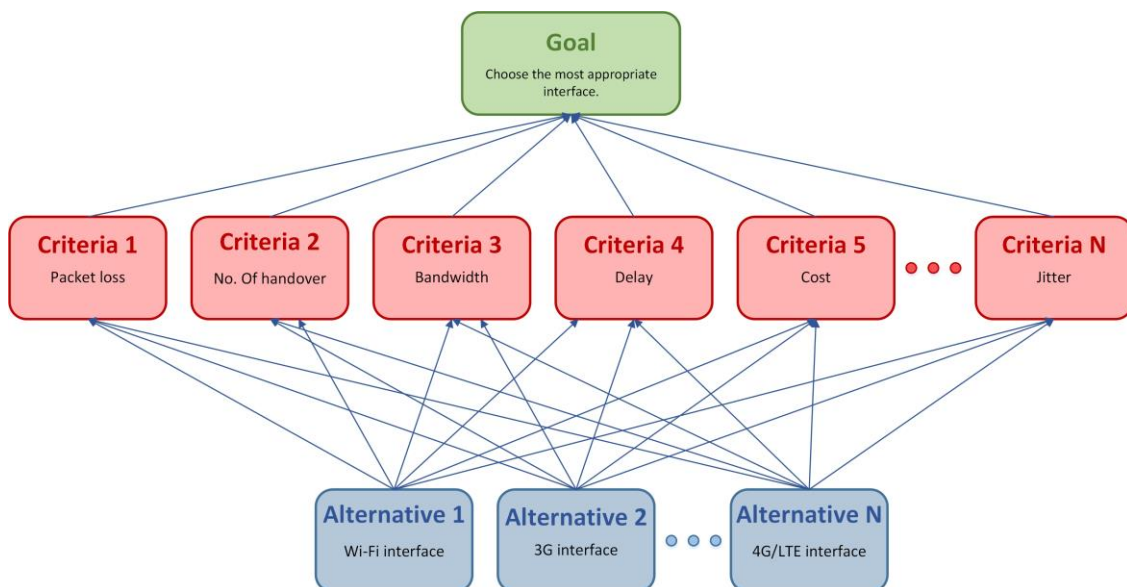 Goal
Choose the most appropriate
interface.
Criteria 1
Packet loss
Criteria 2
No. Of handover
Criteria 3
Bandwidth
Criteria 4
Delay
Criteria 5
Cost
Criteria N
Jitter
Alternative 1
Wi-Fi interface
Alternative 2
3G interface
Alternative N
4G/LTE interface